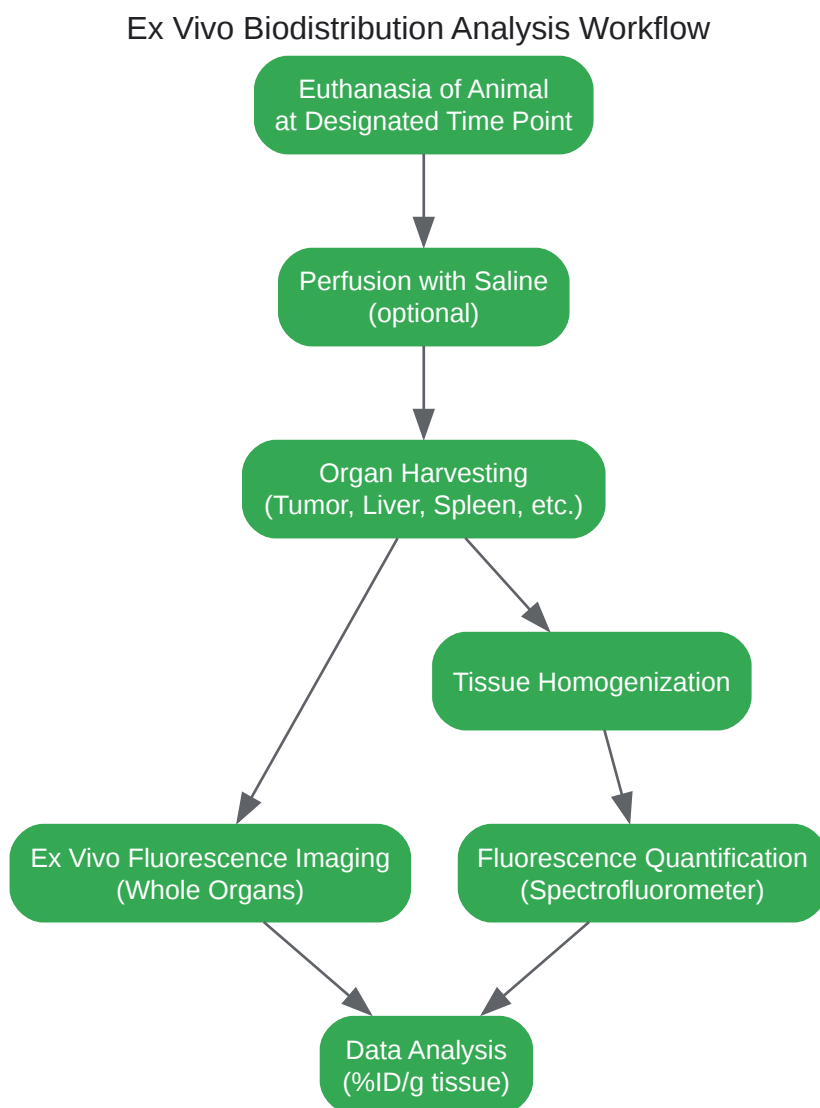 Ex Vivo Biodistribution Analysis Workflow
Euthanasia of Animal
at Designated Time Point
Perfusion with Saline
(optional)
Organ Harvesting
(Tumor, Liver, Spleen, etc.)
Tissue Homogenization
Ex Vivo Fluorescence Imaging
(Whole Organs)
Fluorescence Quantification
(Spectrofluorometer)
Data Analysis
(%ID/g tissue)